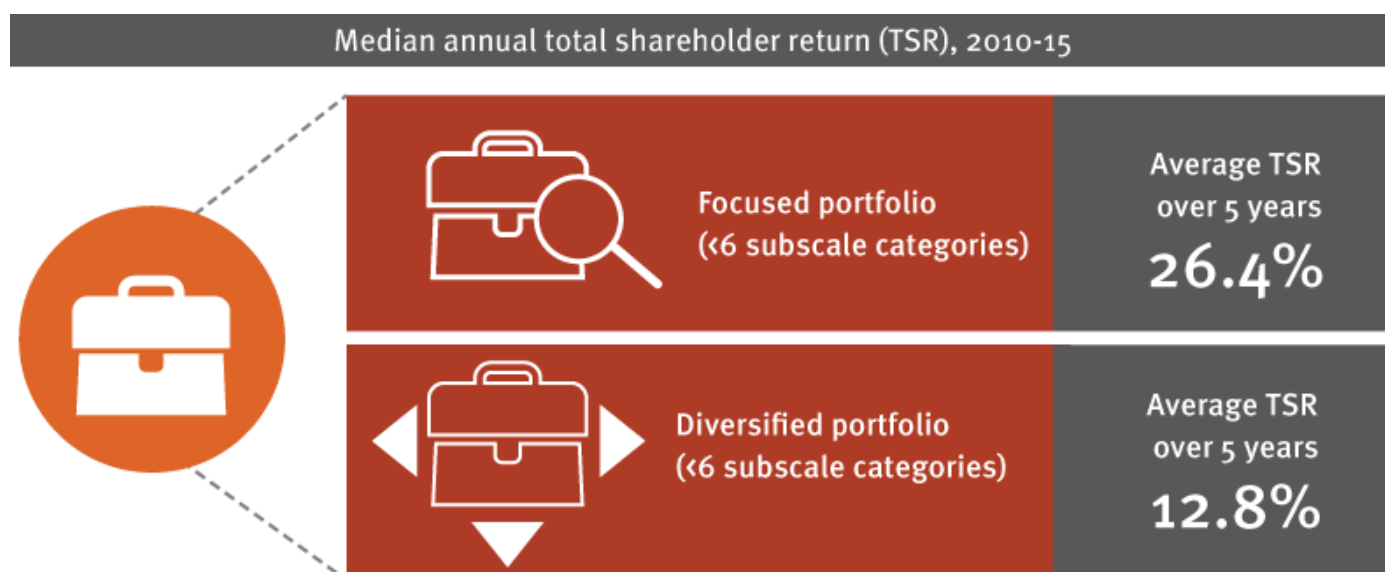 Median annual total shareholder return (TSR), 2010-15
Focused portfolio
(<6 subscale categories)
Average TSR
over 5 years
26.4%
Diversified portfolio
(<6 subscale categories)
Average TSR
over 5 years
12.8%